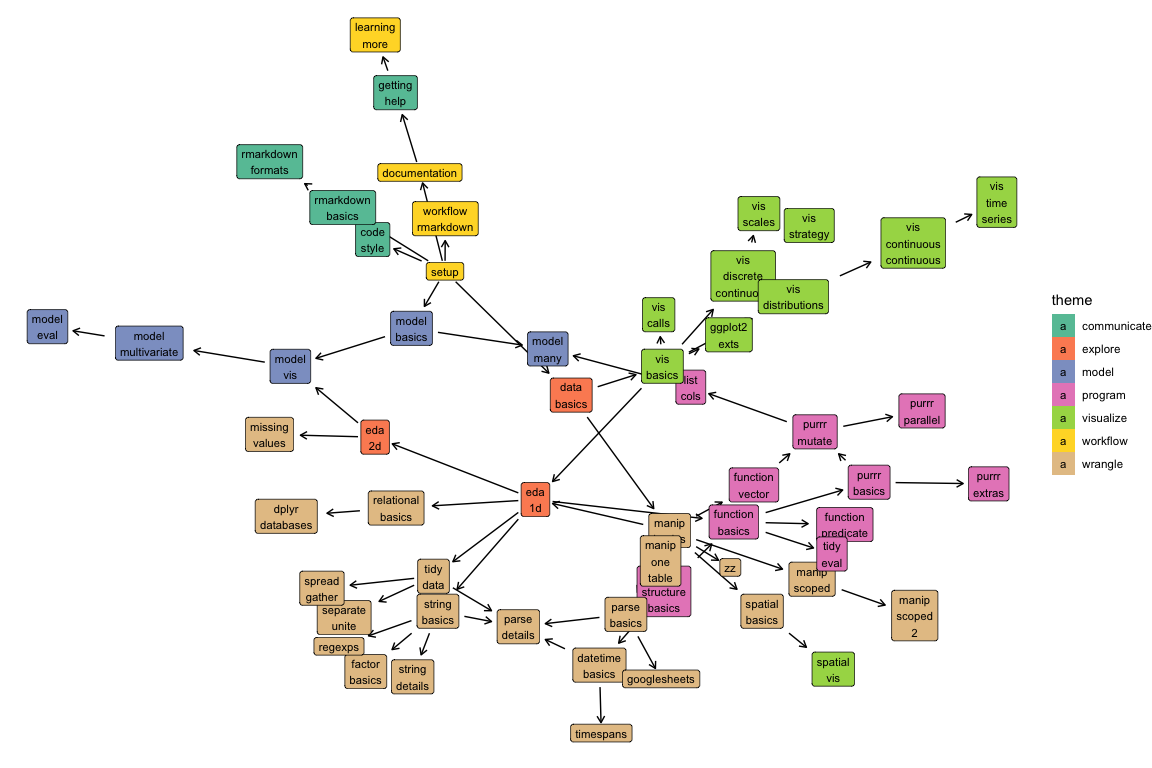 learning
more
getting
help
rmarkdown
formats
documentation
rmarkdown
basics
workflow
rmarkdown
code
style
setup
vis
time
series
vis
scales
vis
strategy
vis
continuous
continuous
vis
discrete
vis
distributions
vis
calls
ggplot2
exts
model
eval
model
multivariate
model
basics
model
vis
model
many
vis
basics
data
basics
list
cols
missing
values
eda
2d
purrr
mutate
purrr
parallel
function
vector
purrr
basics
purrr
extras
dplyr
databases
relational
basics
eda
1d
manip
function
basics
function
predicate
tidy
eval
manip
one
table
zz
manip
scoped
manip
scoped
2
structure
basics
spatial
basics
spatial
vis
tidy
data
spread
gather
separate
unite
string
basics
regexps
factor
basics
string
details
parse
details
parse
basics
datetime
basics
googlesheets
timespans
theme
a communicate
a explore
a model
a program
a visualize
a workflow
a wrangle